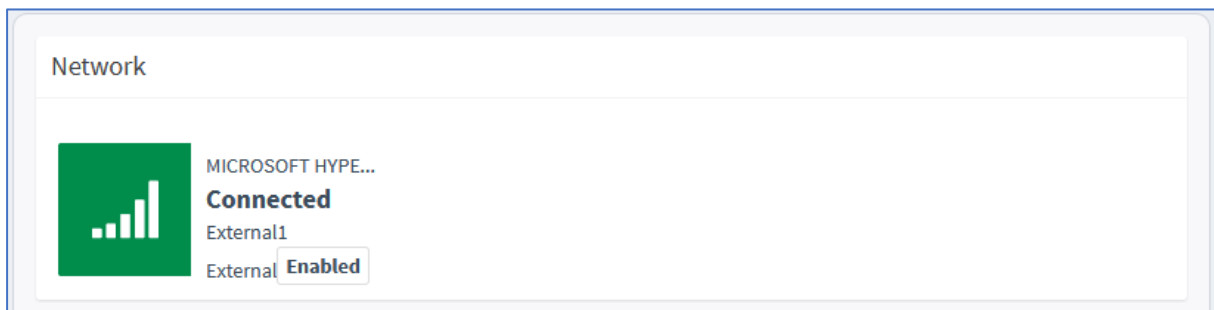 Network
MICROSOFT HYPE...
Connected
External1
External Enabled